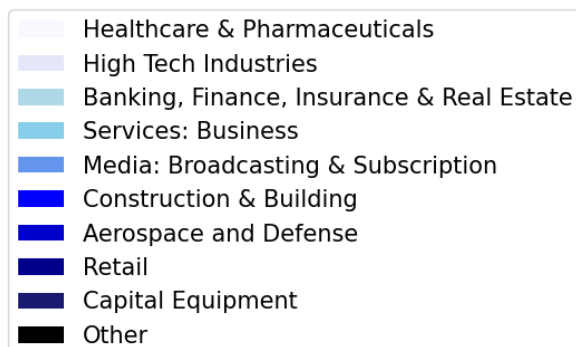 Healthcare & Pharmaceuticals
High Tech Industries
Banking, Finance, Insurance & Real Estate
Services: Business
Media: Broadcasting & Subscription
Construction & Building
Aerospace and Defense
Retail
Capital Equipment
Other